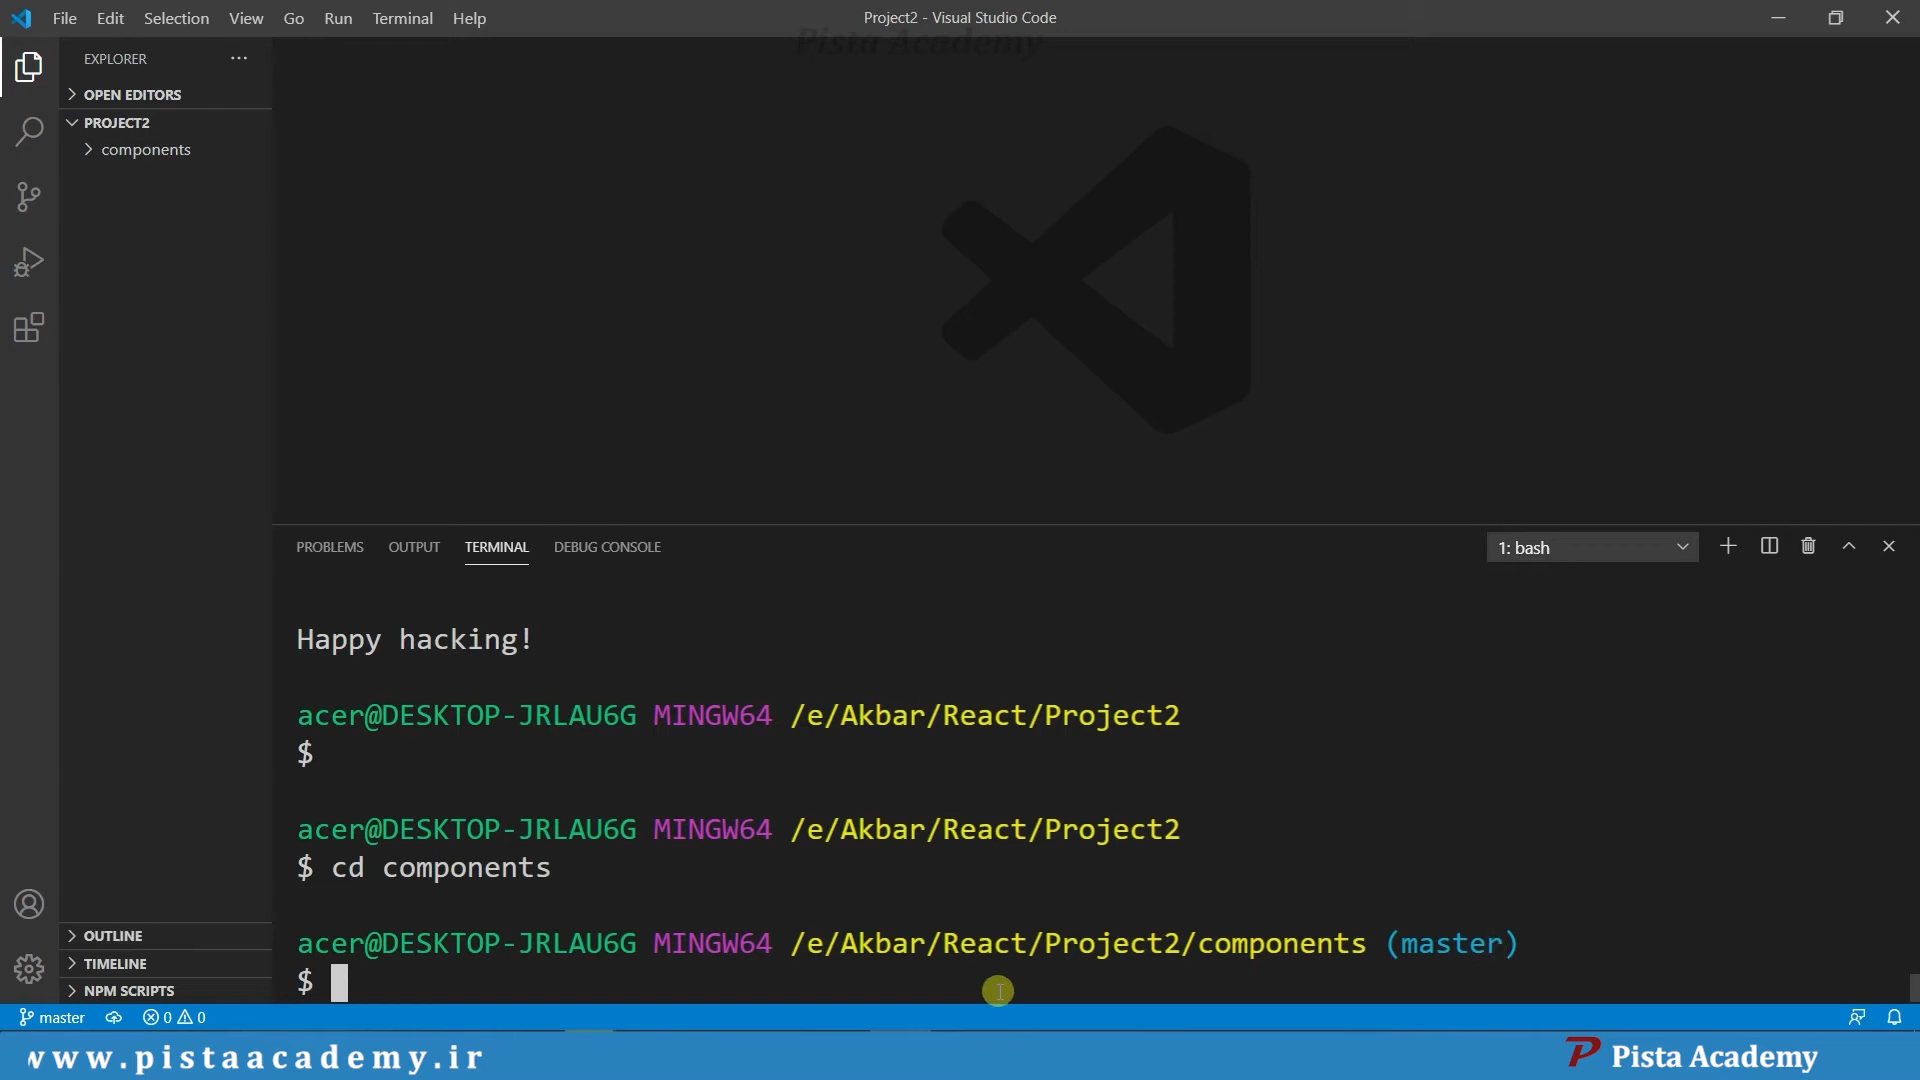 File Edit Selection View Go Run Terminal Help
Project2 - Visual Studio Code
Pista Academy
EXPLORER
OPEN EDITORS
PROJECT2
components
PROBLEMS OUTPUT TERMINAL DEBUG CONSOLE
1: bash
Happy hacking!
acer@DESKTOP-JRLAU6G MINGW64 /e/Akbar/React/Project2
$
acer@DESKTOP-JRLAU6G MINGW64 /e/Akbar/React/Project2
$ cd components
acer@DESKTOP-JRLAU6G MINGW64 /e/Akbar/React/Project2/components (master)
$
OUTLINE
TIMELINE
NPM SCRIPTS
master 0 0
www.pistaacademy.ir
Pista Academy